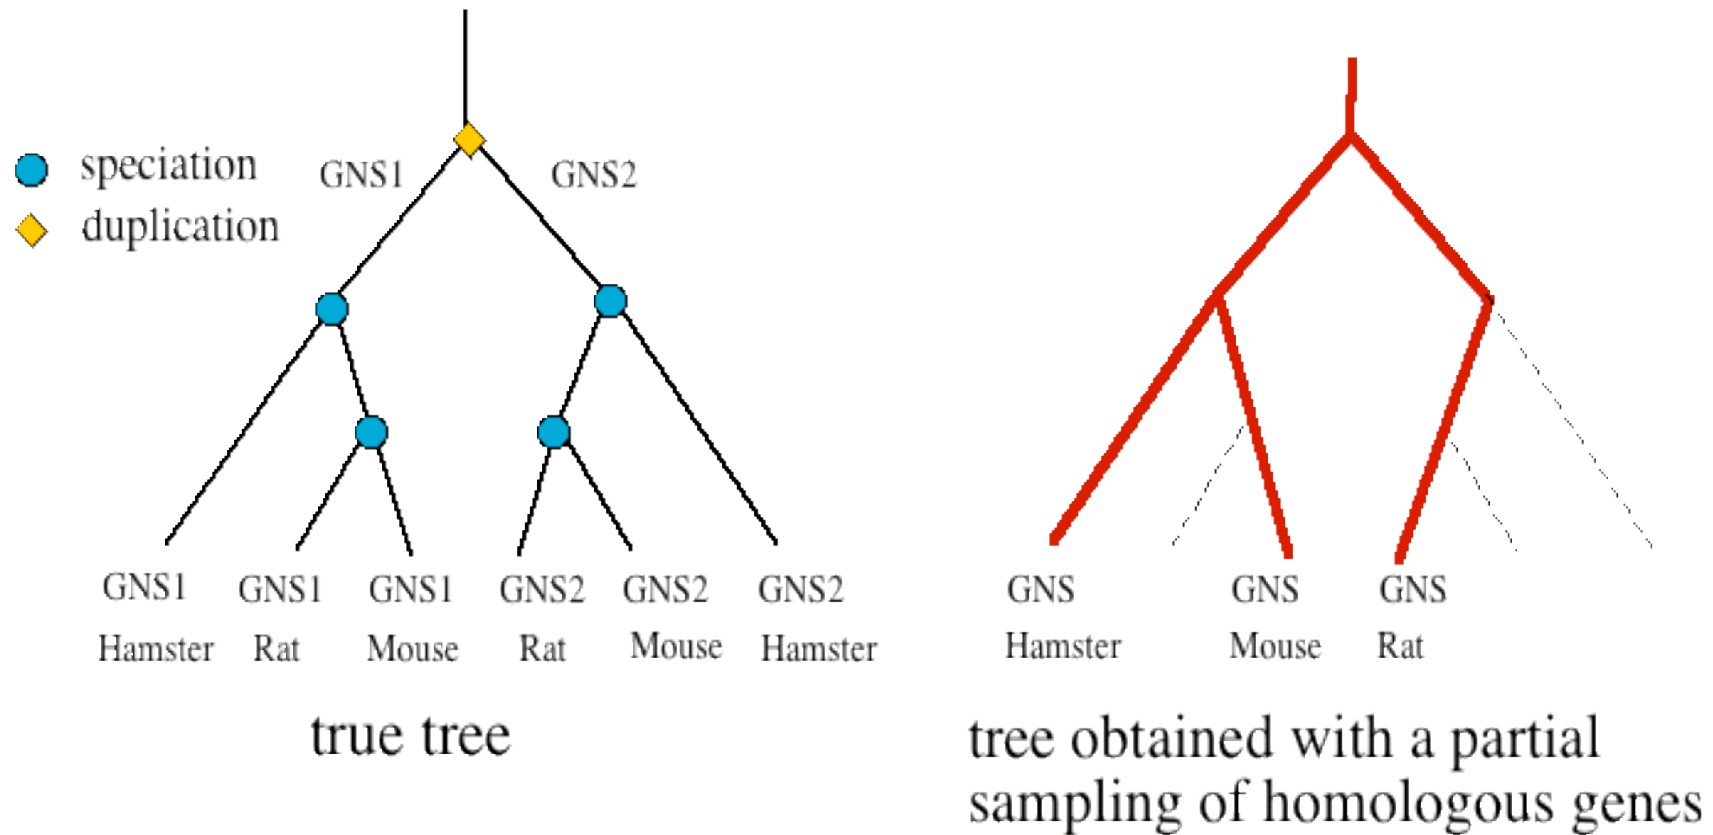 speciation
duplication
GNS1 GNS2
GNS1 GNS1 GNS1 GNS2 GNS2 GNS2
Hamster Rat Mouse Rat Mouse Hamster
true tree
GNS GNS GNS
Hamster Mouse Rat
tree obtained with a partial
sampling of homologous genes